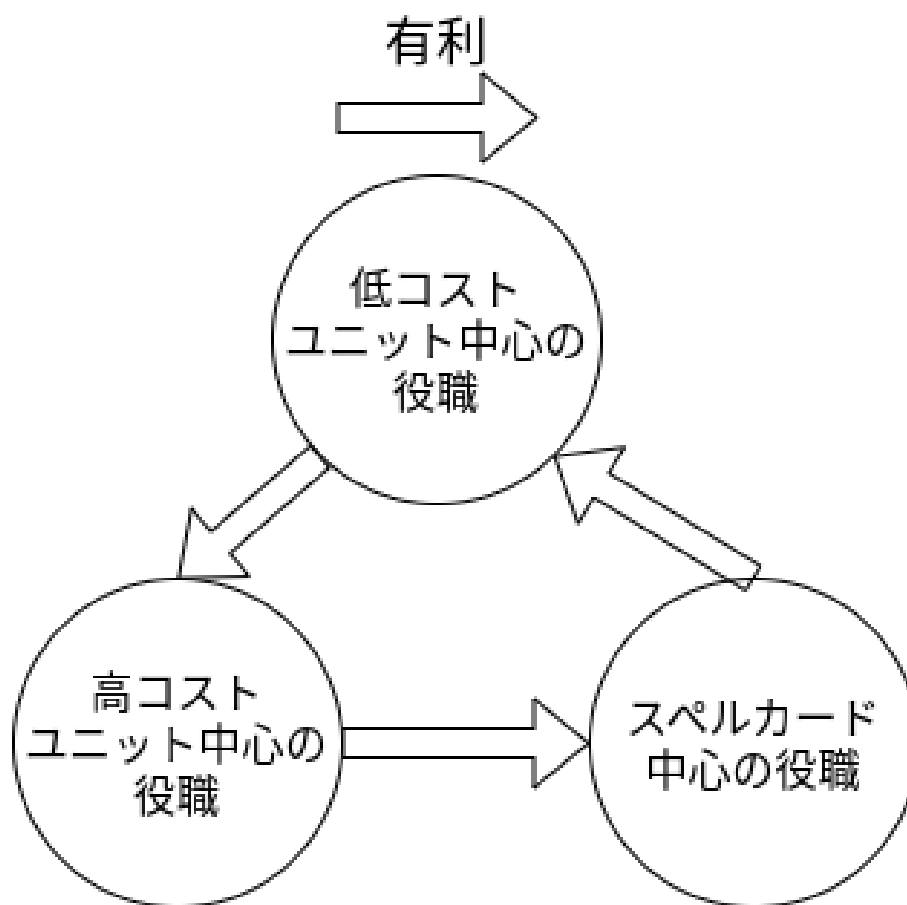 有利
低コスト
ユニット中心の
役職
高コスト
ユニット中心の
役職
スペルカード
中心の役職